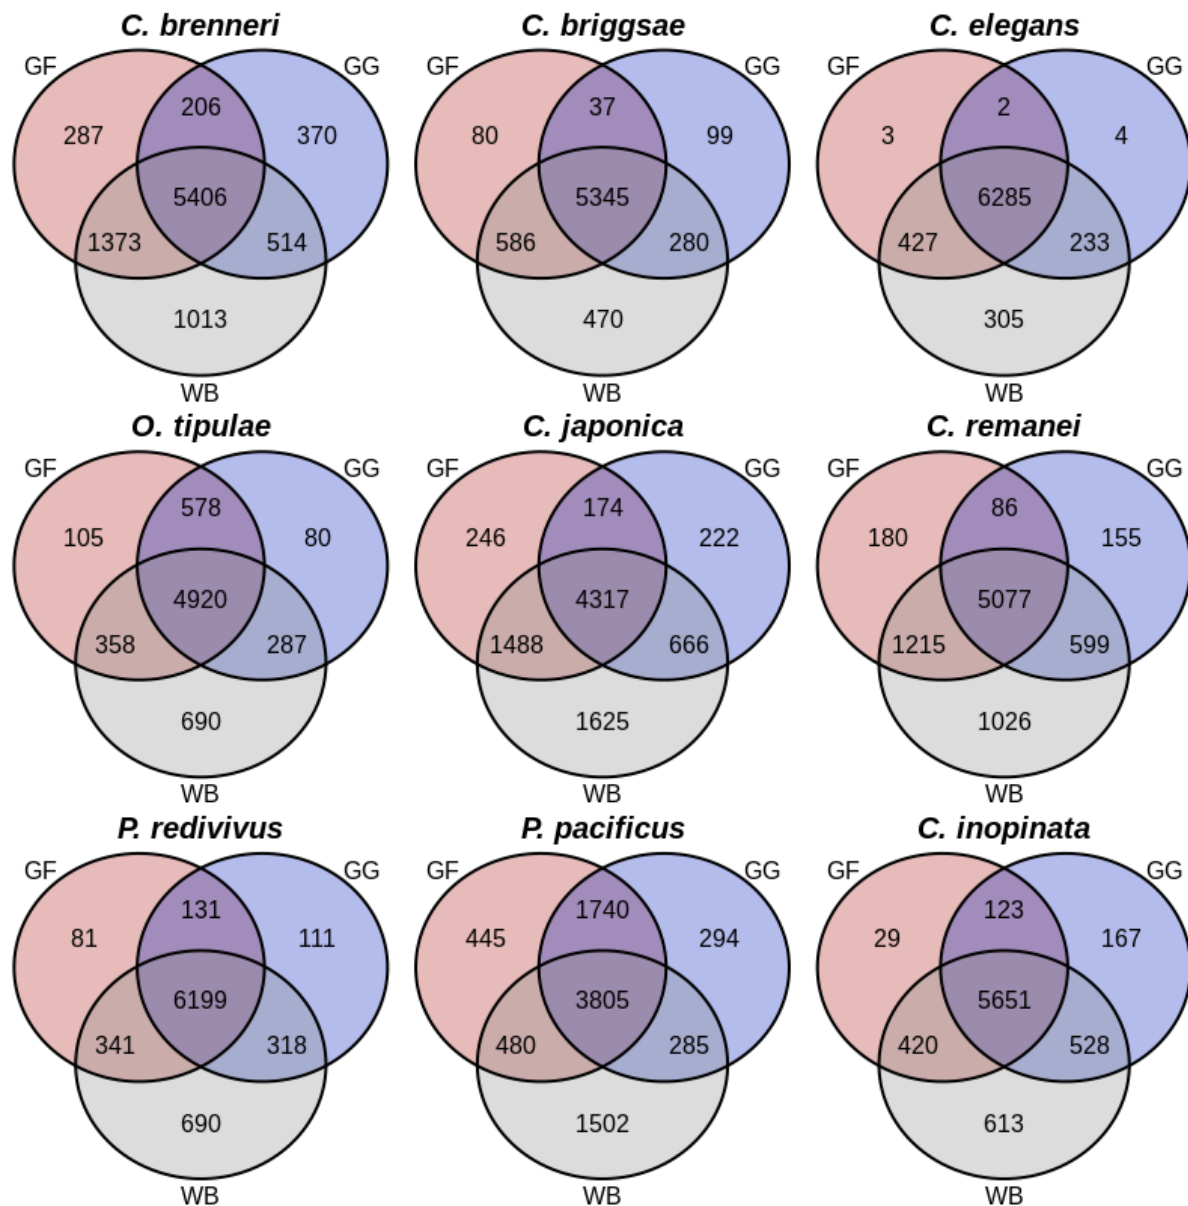 C. brenneri
GF
GG
206
287
370
5406
1373
514
1013
WB
C. briggsae
GF
GG
37
80
99
5345
586
280
470
WB
C. elegans
GF
GG
2
3
4
6285
427
233
305
WB
O. tipulae
GF
GG
578
105
80
4920
358
287
690
WB
C. japonica
GF
GG
174
246
222
4317
1488
666
1625
WB
C. remanei
GF
GG
86
180
155
5077
1215
599
1026
WB
P. redivivus
GF
GG
131
81
111
6199
341
318
690
WB
P. pacificus
GF
GG
1740
445
294
3805
480
285
1502
WB
C. inopinata
GF
GG
123
29
167
5651
420
528
613
WB